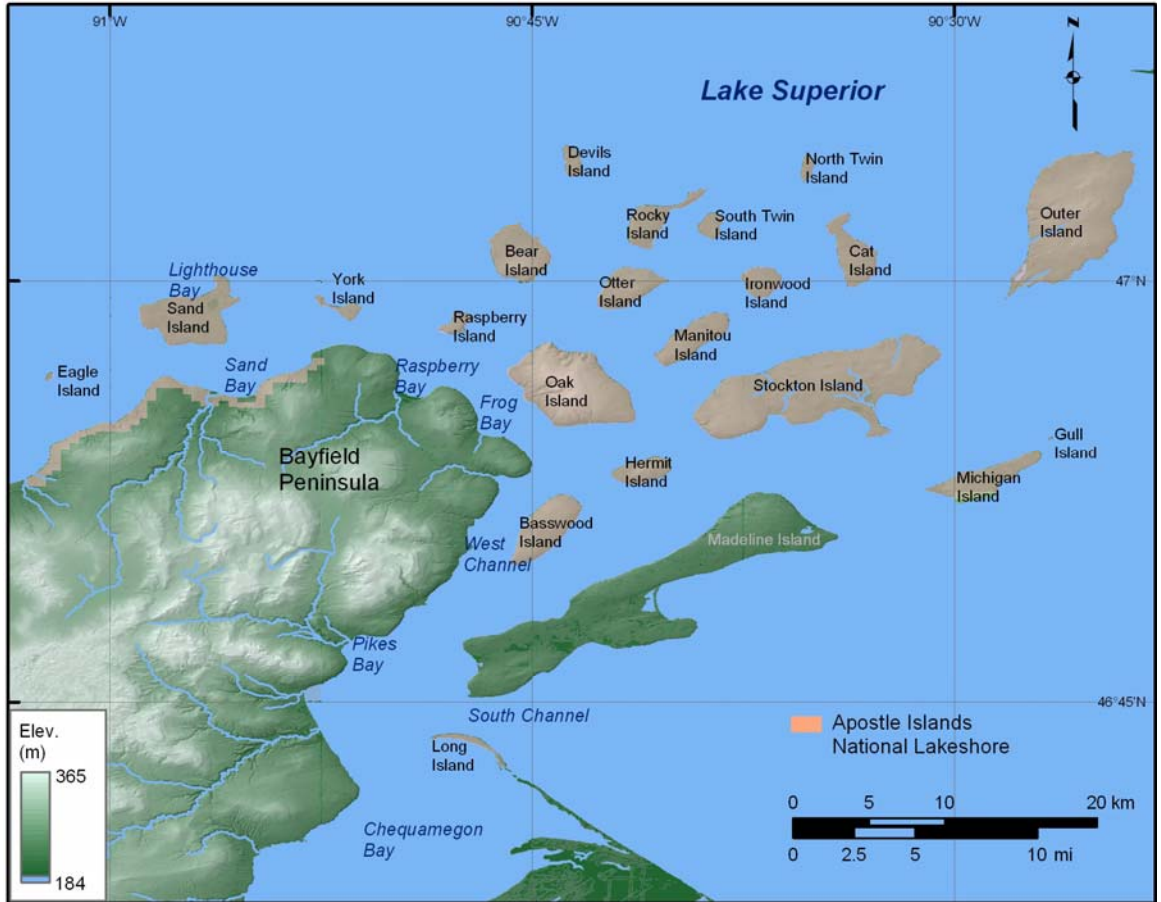 91°W
90°45'W
90°30'W
N
Lake Superior
Devils
Island
North Twin
Island
Rocky
Island
South Twin
Island
Outer
Island
Bear
Island
Cat
Island
Lighthouse
Bay
York
Island
Otter
Island
Ironwood
Island
47°N
Sand
Island
Raspberry
Island
Manitou
Island
Eagle
Island
Sand
Bay
Raspberry
Bay
Oak
Island
Stockton Island
Frog
Bay
Gull
Island
Bayfield
Peninsula
Hermit
Island
Michigan
Island
Basswood
Island
Madeline Island
West
Channel
Pikes
Bay
46°45'N
South Channel
Long
Island
Chequamegon
Bay
Elev.
(m)
365
184
Apostle Islands
National Lakeshore
0 5 10 20 km
0 2.5 5 10 mi